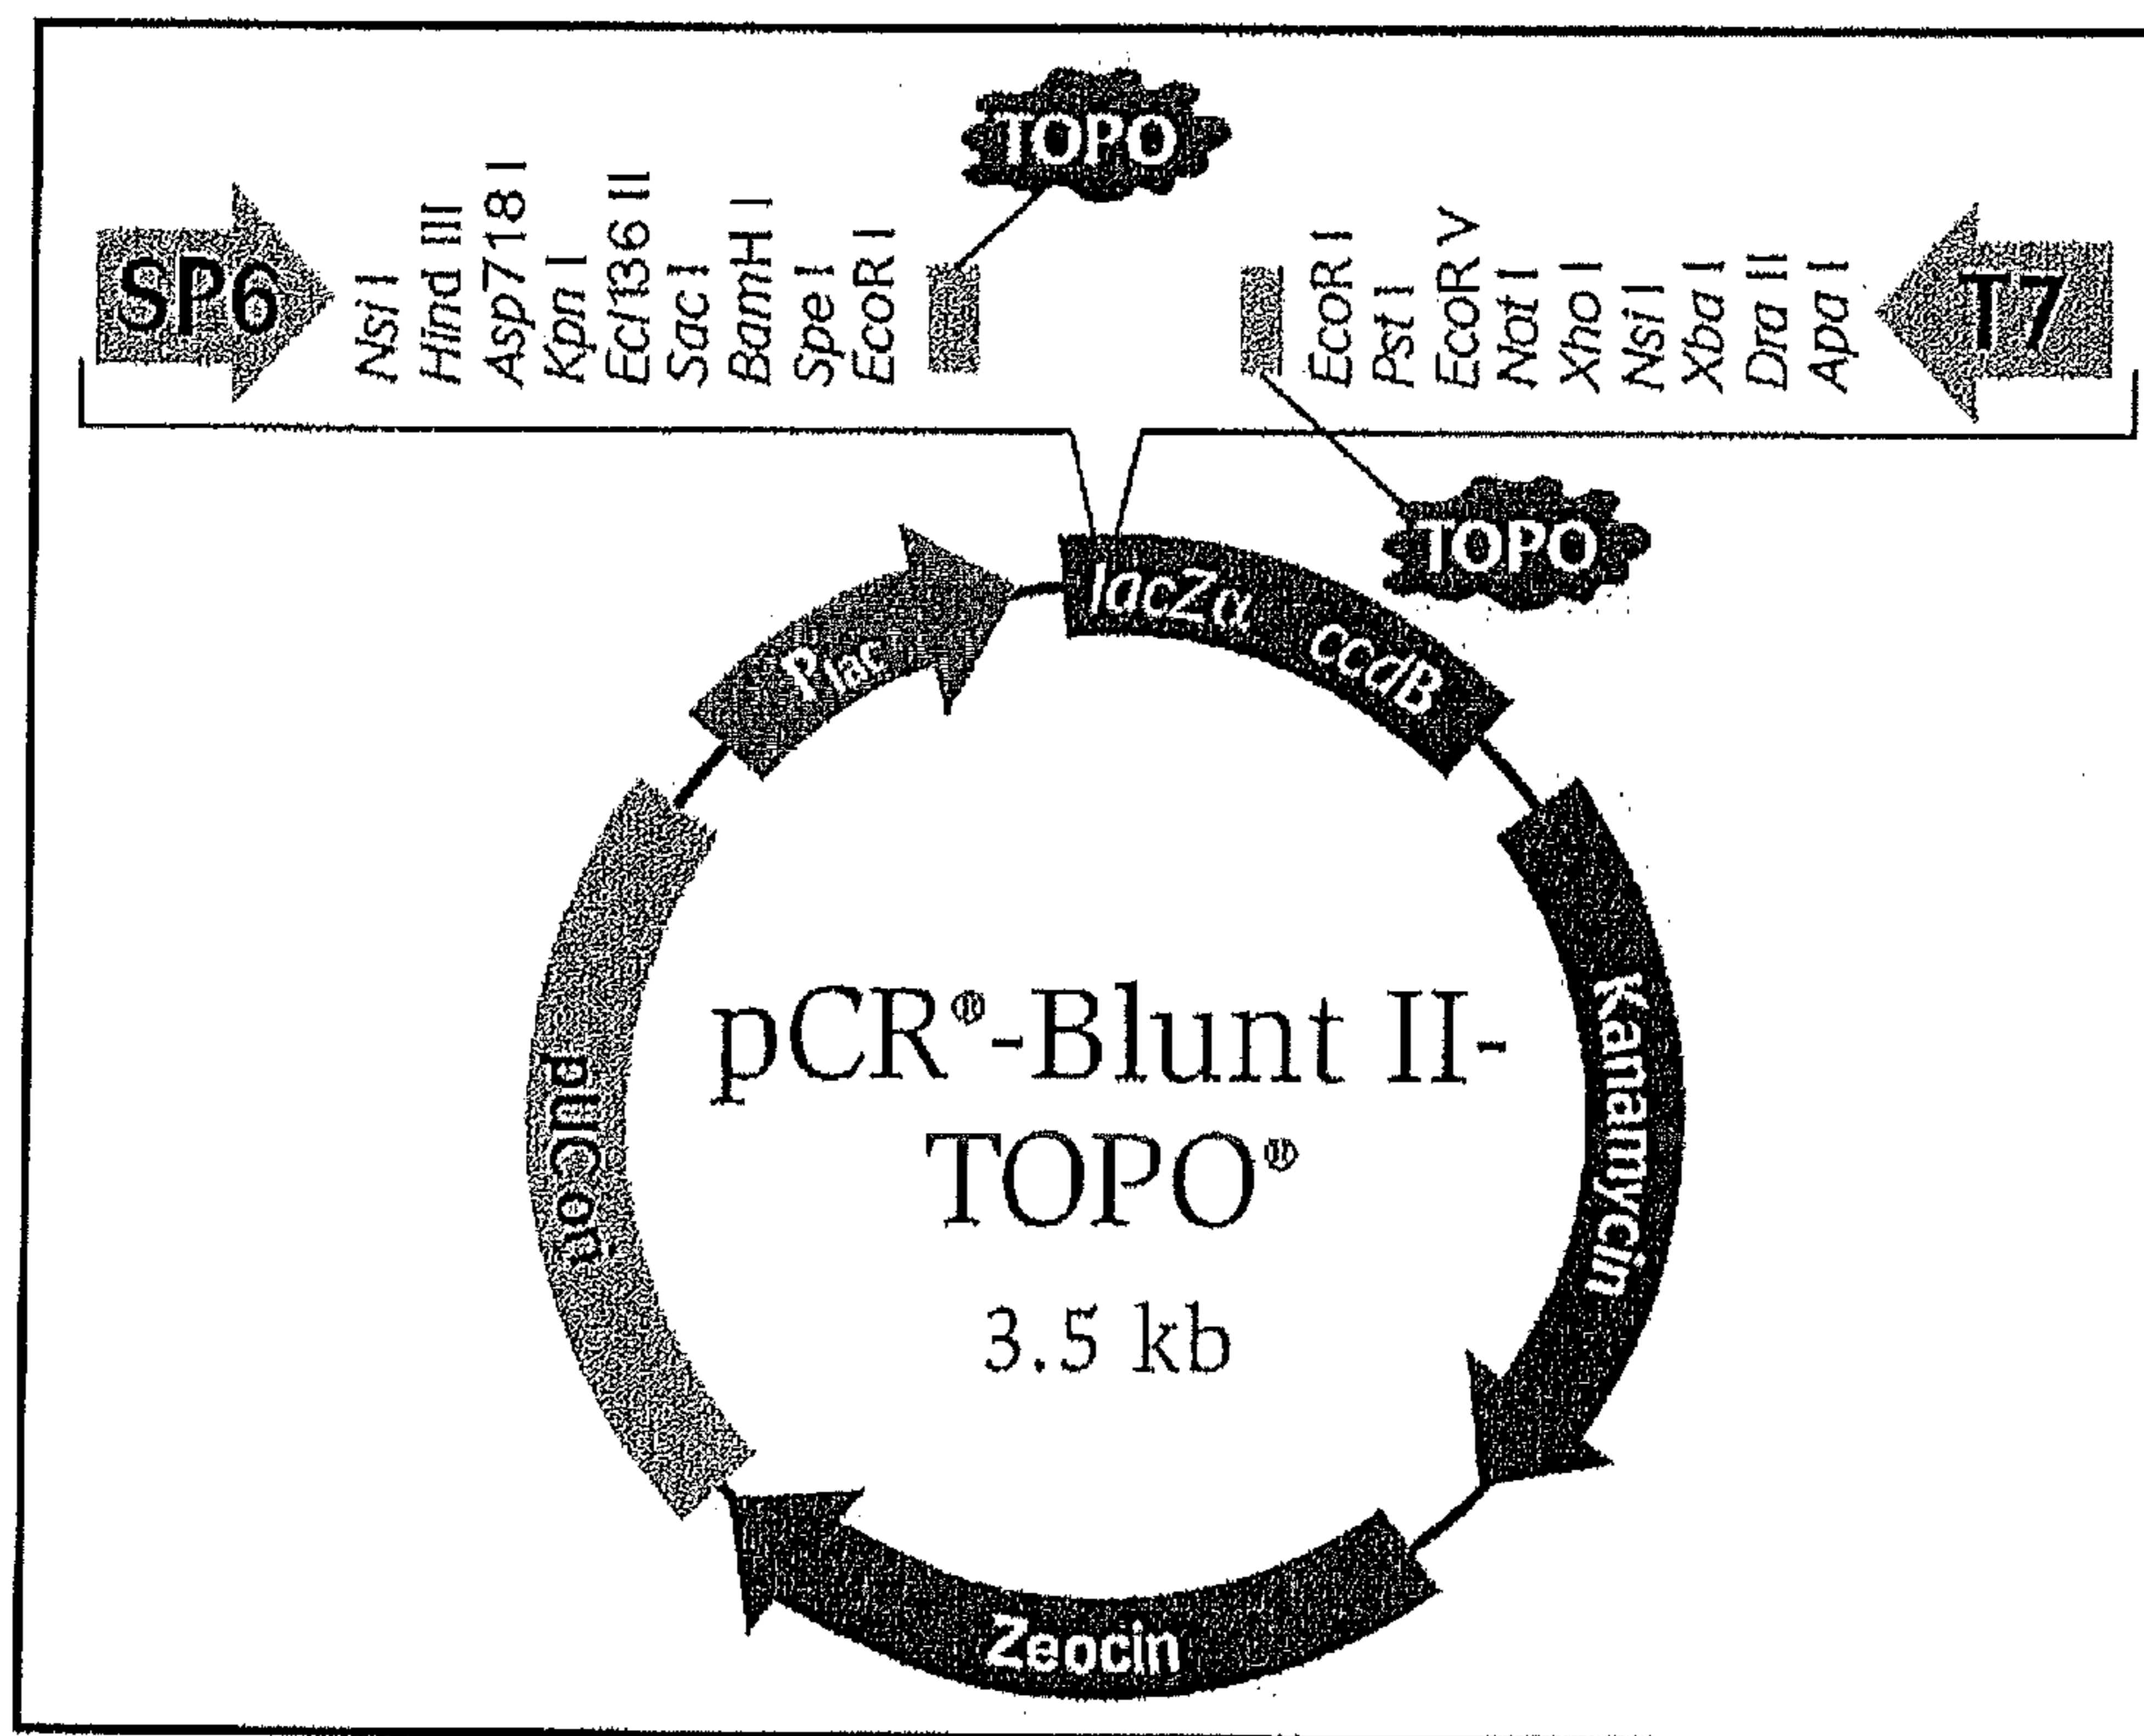 TOPO
SP6
Nsi I
Hind III
Asp718 I
Kpn I
Ecl136 III
Sac I
BamH I
Spe I
EcoR I
EcoR I
Pst I
EcoR V
Not I
Xho I
Nsi I
Xba I
Dra II
Apa I
T7
TOPO
Plac
lacZα
ccdB
Kanamycin
Zeocin
pUC ori
pCR®-Blunt II-
TOPO®
3.5 kb